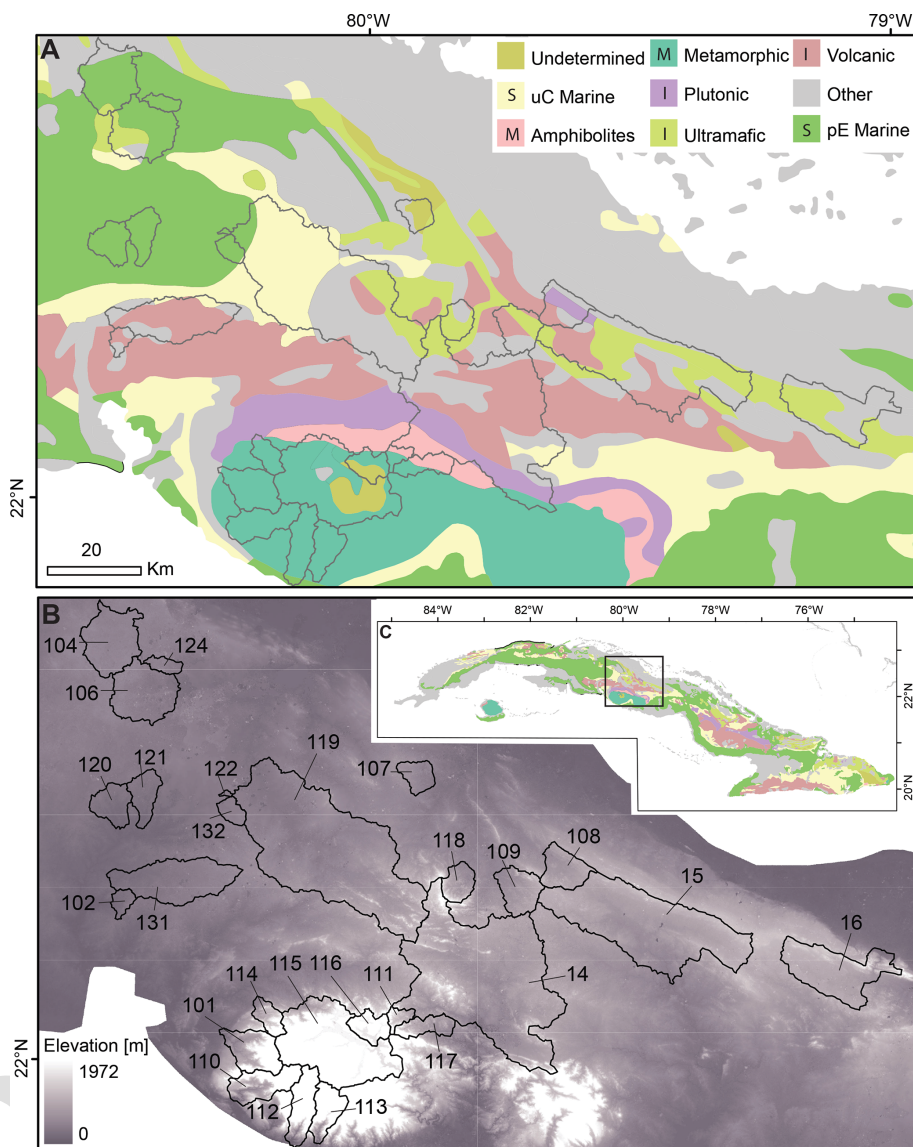 80°W
79°W
A
Undetermined
M Metamorphic
I Volcanic
S uC Marine
I Plutonic
Other
M Amphibolites
I Ultramafic
S pE Marine
22°N
20
Km
B
C
84°W
82°W
80°W
78°W
76°W
22°N
20°N
104
124
106
119
120
121
122
107
132
118
109
108
15
102
131
16
114
115
116
111
14
101
117
110
112
113
22°N
Elevation [m]
1972
0